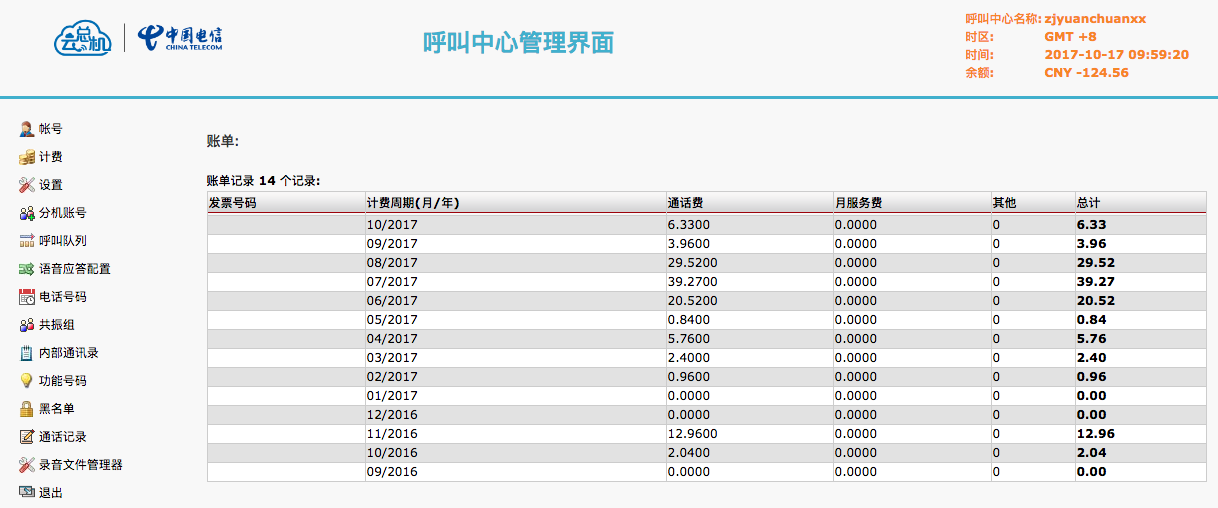 云总机 中国电信 CHINA TELECOM
呼叫中心管理界面
呼叫中心名称: zjyuanchuanxx
时区: GMT +8
时间: 2017-10-17 09:59:20
余额: CNY -124.56
帐号
计费
设置
分机账号
呼叫队列
语音应答配置
电话号码
共振组
内部通讯录
功能号码
黑名单
通话记录
录音文件管理器
退出
账单:
账单记录 14 个记录:
发票号码 计费周期(月/年) 通话费 月服务费 其他 总计
10/2017 6.3300 0.0000 0 6.33
09/2017 3.9600 0.0000 0 3.96
08/2017 29.5200 0.0000 0 29.52
07/2017 39.2700 0.0000 0 39.27
06/2017 20.5200 0.0000 0 20.52
05/2017 0.8400 0.0000 0 0.84
04/2017 5.7600 0.0000 0 5.76
03/2017 2.4000 0.0000 0 2.40
02/2017 0.9600 0.0000 0 0.96
01/2017 0.0000 0.0000 0 0.00
12/2016 0.0000 0.0000 0 0.00
11/2016 12.9600 0.0000 0 12.96
10/2016 2.0400 0.0000 0 2.04
09/2016 0.0000 0.0000 0 0.00